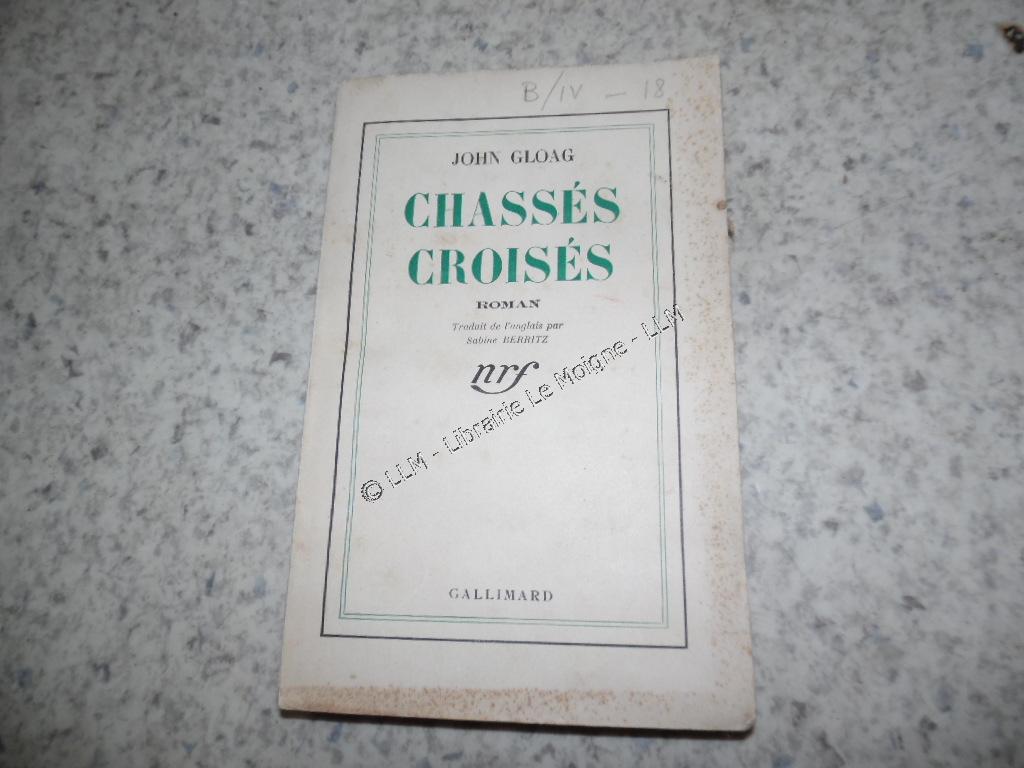 B/IV - 18
JOHN GLOAG
CHASSÉS
CROISÉS
ROMAN
Traduit de l'anglais par
Sabine BERRITZ
nrf
© LLM - Librairie Le Moigne - LLM
GALLIMARD